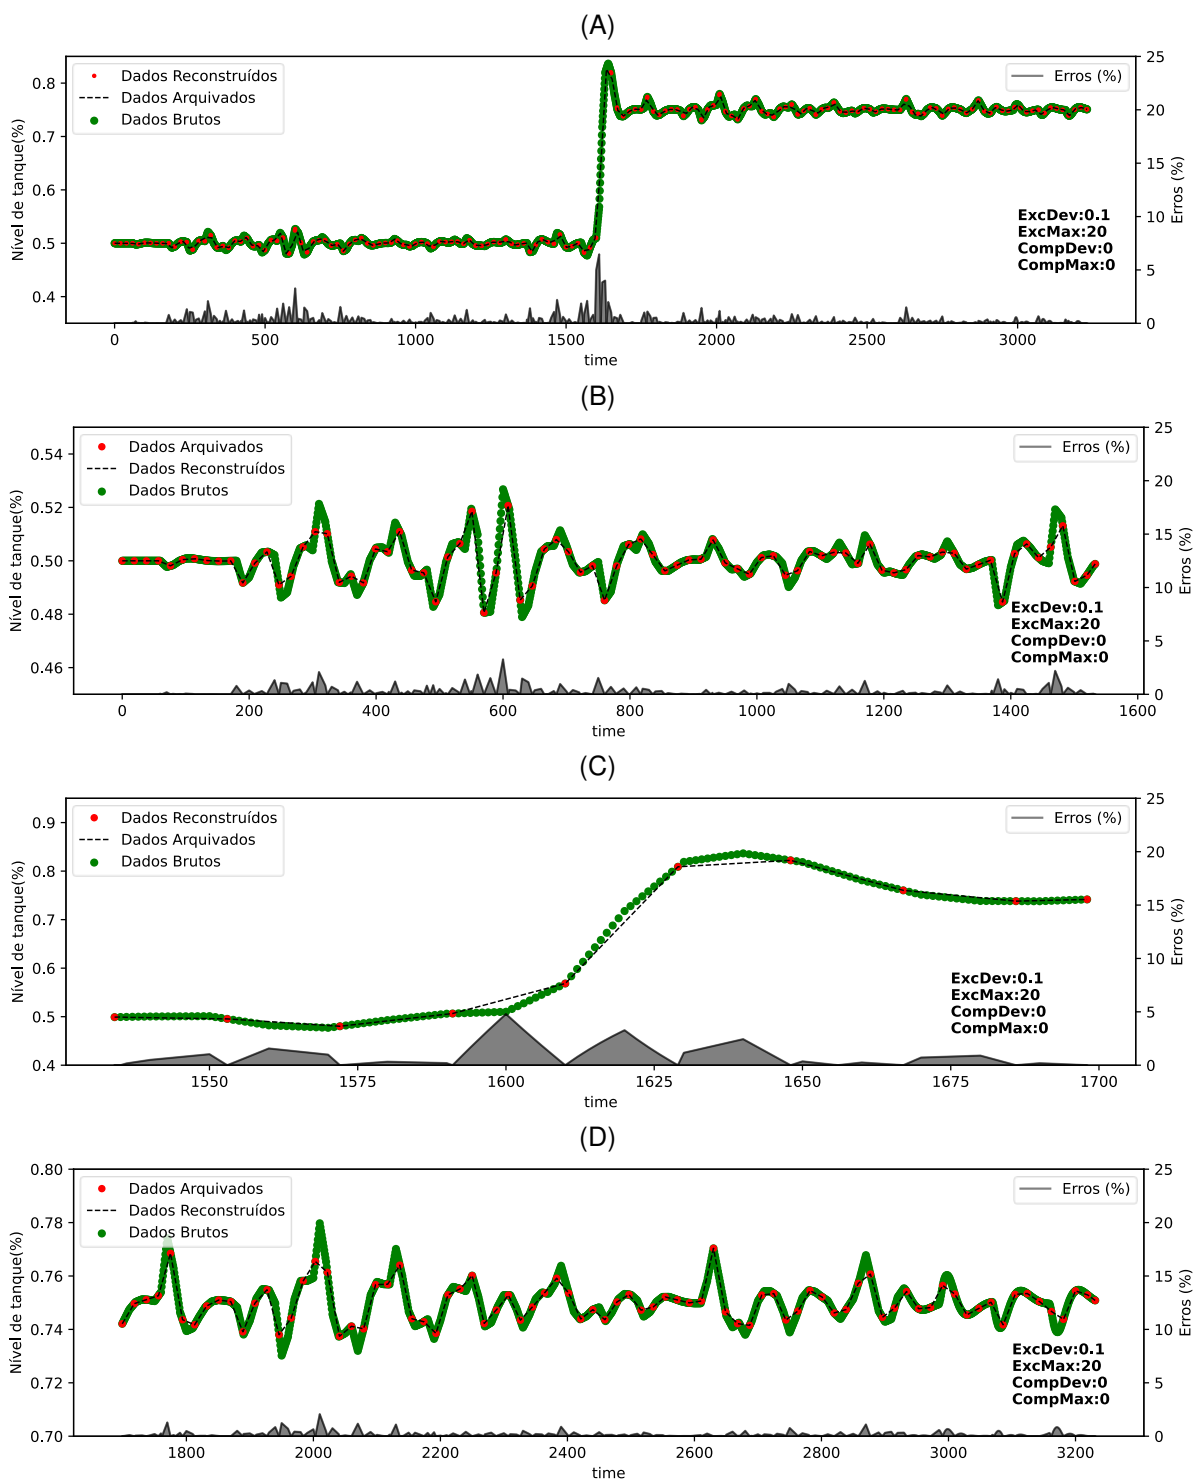 (A)
Dados Reconstruídos
Dados Arquivados
Dados Brutos
Erros (%)
0.8
0.7
0.6
0.5
0.4
Nível de tanque(%)
25
20
15
10
5
0
Erros (%)
ExcDev:0.1
ExcMax:20
CompDev:0
CompMax:0
0 500 1000 1500 2000 2500 3000
time
(B)
Dados Arquivados
Dados Reconstruídos
Dados Brutos
Erros (%)
0.54
0.52
0.50
0.48
0.46
Nível de tanque(%)
25
20
15
10
5
0
Erros (%)
ExcDev:0.1
ExcMax:20
CompDev:0
CompMax:0
0 200 400 600 800 1000 1200 1400 1600
time
(C)
Dados Reconstruídos
Dados Arquivados
Dados Brutos
Erros (%)
0.9
0.8
0.7
0.6
0.5
0.4
Nível de tanque(%)
25
20
15
10
5
0
Erros (%)
ExcDev:0.1
ExcMax:20
CompDev:0
CompMax:0
1550 1575 1600 1625 1650 1675 1700
time
(D)
Dados Arquivados
Dados Reconstruídos
Dados Brutos
Erros (%)
0.80
0.78
0.76
0.74
0.72
0.70
Nível de tanque(%)
25
20
15
10
5
0
Erros (%)
ExcDev:0.1
ExcMax:20
CompDev:0
CompMax:0
1800 2000 2200 2400 2600 2800 3000 3200
time